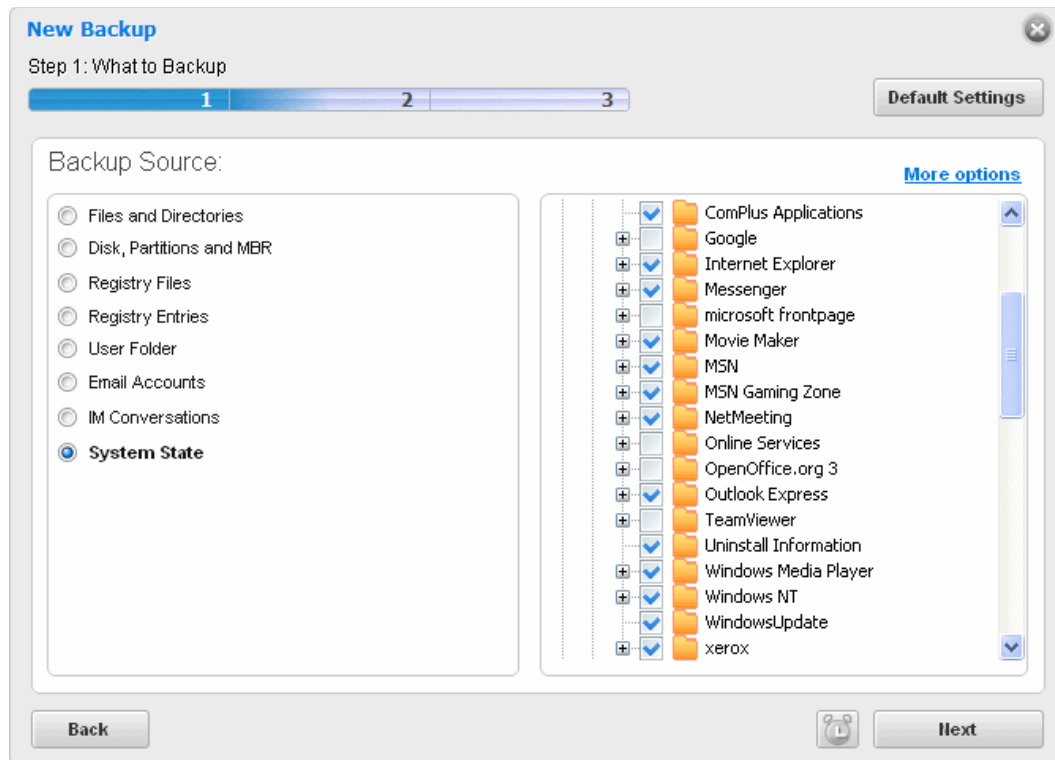 New Backup
Step 1: What to Backup
1 2 3
Default Settings
Backup Source:
More options
Files and Directories
Disk, Partitions and MBR
Registry Files
Registry Entries
User Folder
Email Accounts
IM Conversations
System State
ComPlus Applications
Google
Internet Explorer
Messenger
microsoft frontpage
Movie Maker
MSN
MSN Gaming Zone
NetMeeting
Online Services
OpenOffice.org 3
Outlook Express
TeamViewer
Uninstall Information
Windows Media Player
Windows NT
WindowsUpdate
xerox
Back
Next